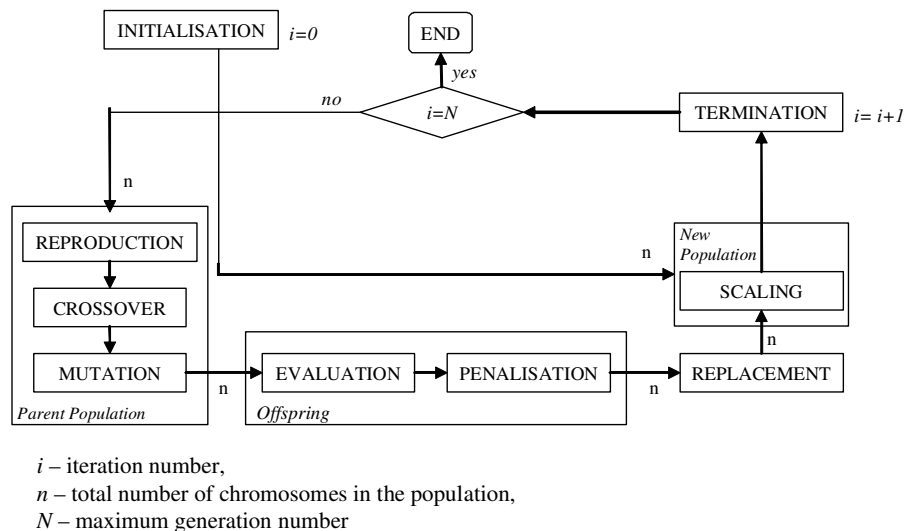 INITIALISATION
i=0
END
yes
no
i=N
TERMINATION
i= i+1
n
REPRODUCTION
CROSSOVER
MUTATION
Parent Population
n
EVALUATION
PENALISATION
Offspring
n
REPLACEMENT
n
New
Population
SCALING
n
i – iteration number,
n – total number of chromosomes in the population,
N – maximum generation number